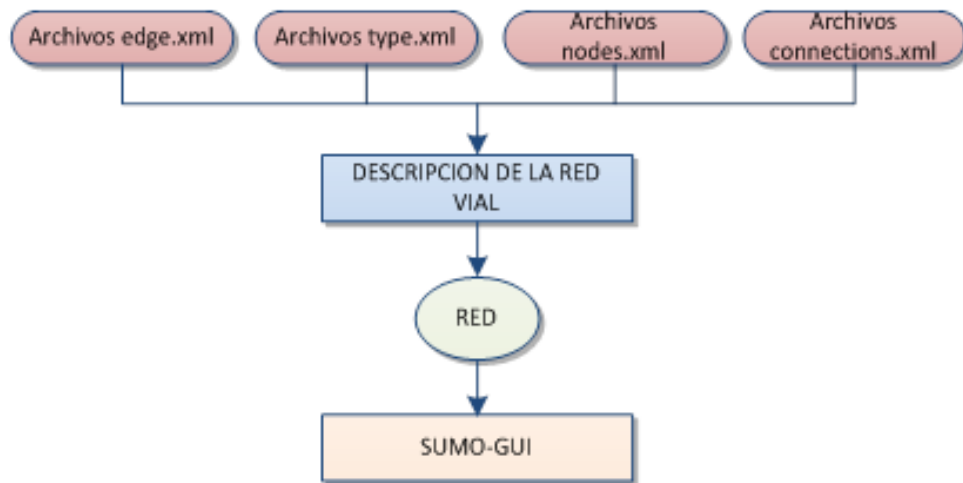 Archivos edge.xml
Archivos type.xml
Archivos
nodes.xml
Archivos
connections.xml
DESCRIPCION DE LA RED
VIAL
RED
SUMO-GUI